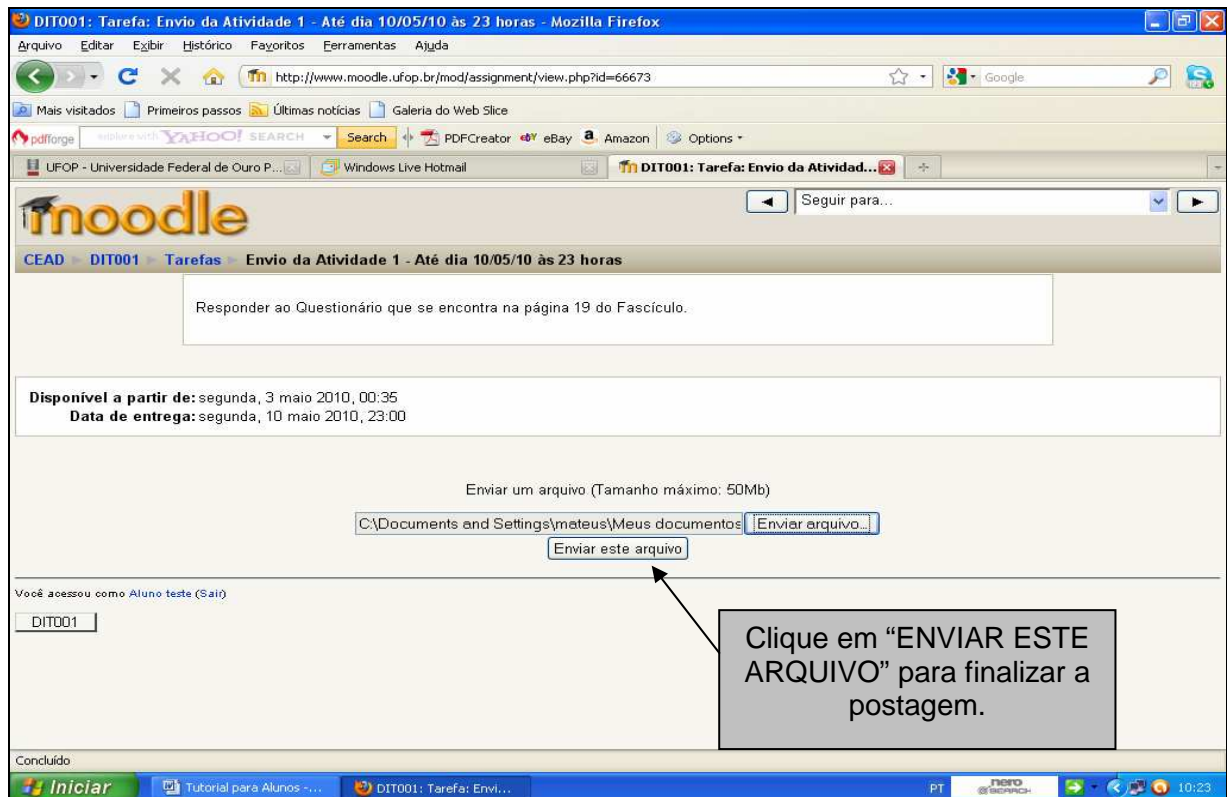 DIT001: Tarefa: Envio da Atividade 1 - Até dia 10/05/10 às 23 horas - Mozilla Firefox
Arquivo Editar Exibir Histórico Favoritos Ferramentas Ajuda
http://www.moodle.ufop.br/mod/assignment/view.php?id=66673 Google
Mais visitados Primeiros passos Últimas notícias Galeria do Web Slice
pdfforge YAHOO! SEARCH Search PDFCreator eBay Amazon Options
UFOP - Universidade Federal de Ouro P... Windows Live Hotmail DIT001: Tarefa: Envio da Atividad...
moodle Seguir para...
CEAD DIT001 Tarefas Envio da Atividade 1 - Até dia 10/05/10 às 23 horas
Responder ao Questionário que se encontra na página 19 do Fascículo.
Disponível a partir de: segunda, 3 maio 2010, 00:35
Data de entrega: segunda, 10 maio 2010, 23:00
Enviar um arquivo (Tamanho máximo: 50Mb)
C:\Documents and Settings\mateus\Meus documentos Enviar arquivo...
Enviar este arquivo
Você acessou como Aluno teste (Sair)
DIT001
Clique em “ENVIAR ESTE
ARQUIVO” para finalizar a
postagem.
Concluído
Iniciar Tutorial para Alunos -... DIT001: Tarefa: Envi... PT nero SEARCH 10:23